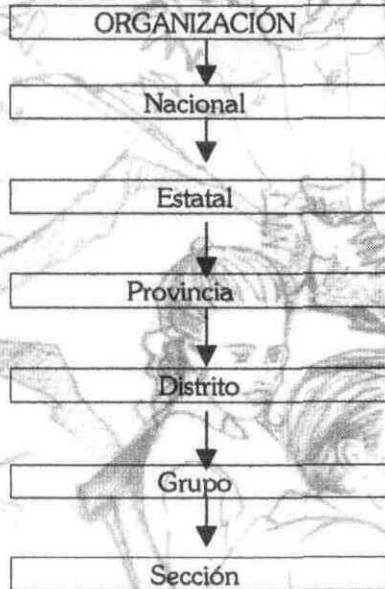 ORGANIZACIÓN
Nacional
Estatal
Provincia
Distrito
Grupo
Sección